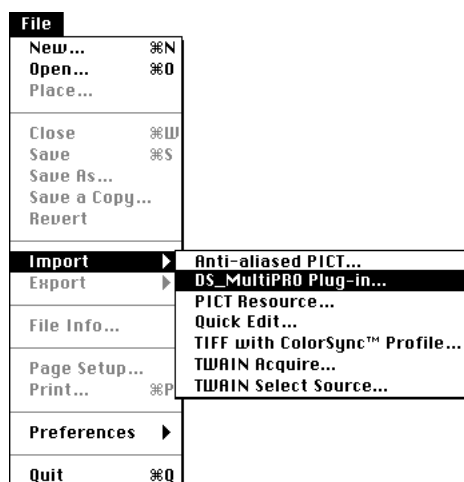 File
New... ⌘N
Open... ⌘O
Place...
Close ⌘W
Save ⌘S
Save As...
Save a Copy...
Revert
Import
Export
File Info...
Page Setup...
Print... ⌘P
Preferences
Quit ⌘Q
Anti-aliased PICT...
DS_MultiPRO Plug-in...
PICT Resource...
Quick Edit...
TIFF with ColorSync™ Profile...
TWAIN Acquire...
TWAIN Select Source...